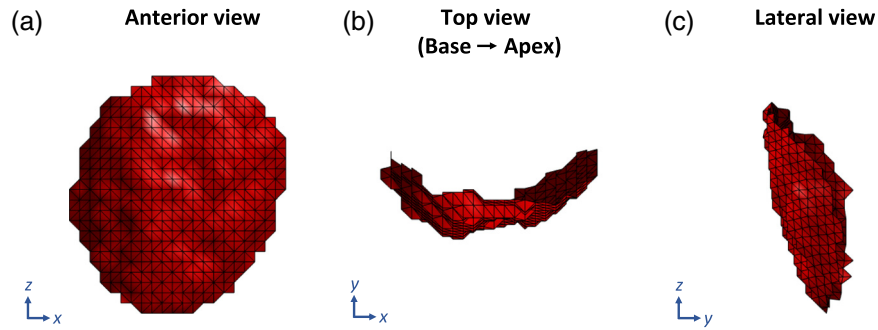 (a) Anterior view
(b) Top view
(Base → Apex)
(c) Lateral view
z
x
y
x
z
y